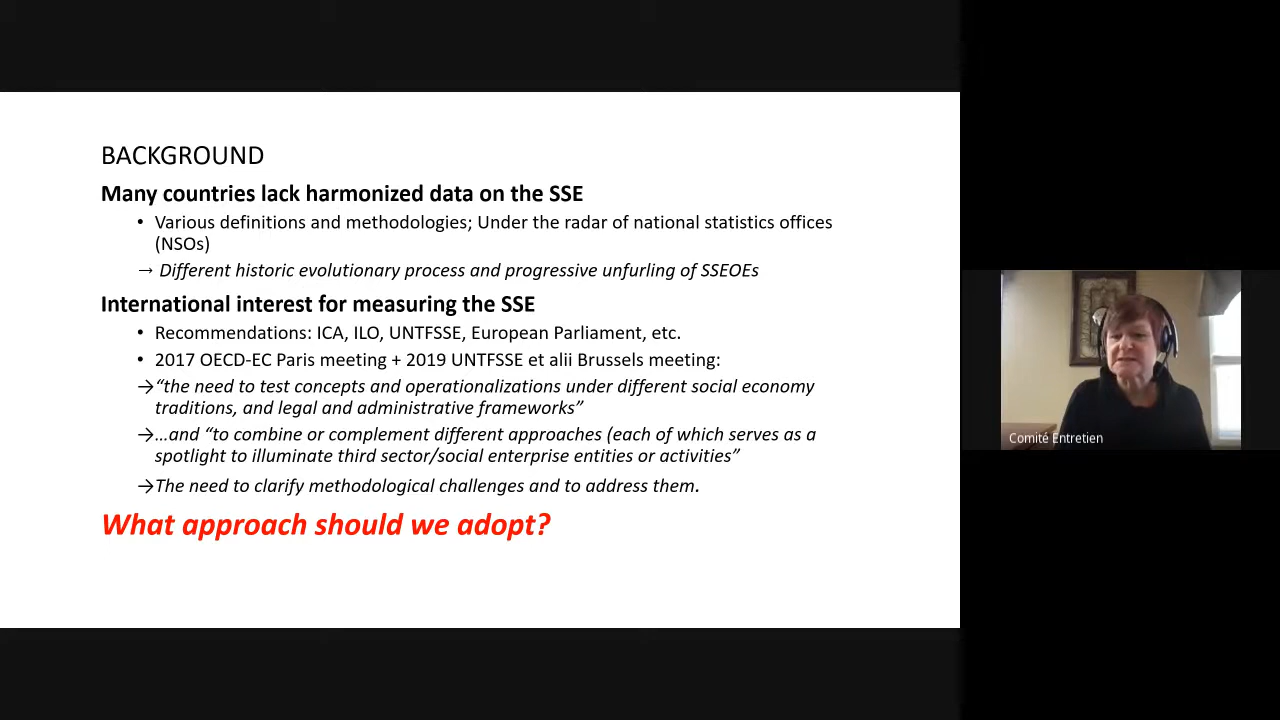 BACKGROUND
Many countries lack harmonized data on the SSE
• Various definitions and methodologies; Under the radar of national statistics offices
(NSOs)
→ Different historic evolutionary process and progressive unfurling of SSEOEs
International interest for measuring the SSE
• Recommendations: ICA, ILO, UNTFSSE, European Parliament, etc.
• 2017 OECD-EC Paris meeting + 2019 UNTFSSE et alii Brussels meeting:
→“the need to test concepts and operationalizations under different social economy
traditions, and legal and administrative frameworks”
→…and “to combine or complement different approaches (each of which serves as a
spotlight to illuminate third sector/social enterprise entities or activities”
→The need to clarify methodological challenges and to address them.
What approach should we adopt?
Comité Entretien